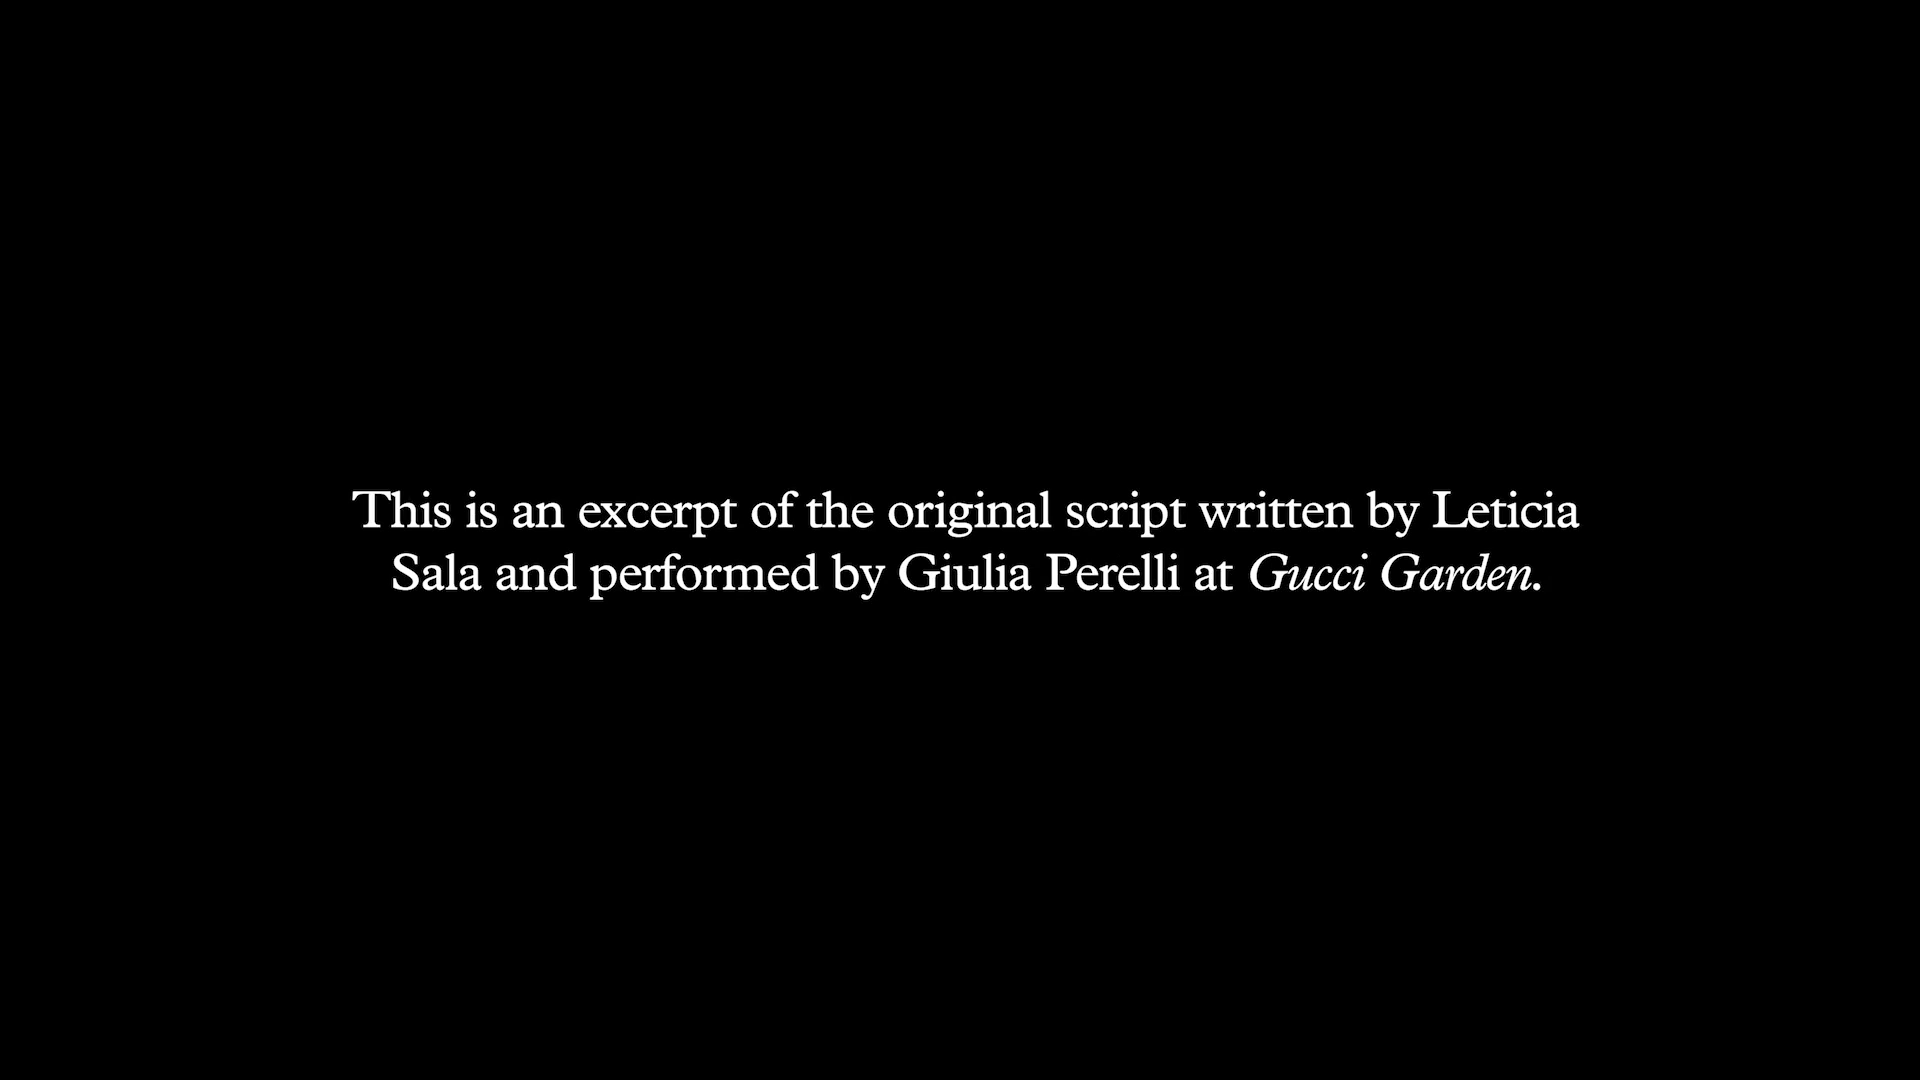 This is an excerpt of the original script written by Leticia
Sala and performed by Giulia Perelli at Gucci Garden.